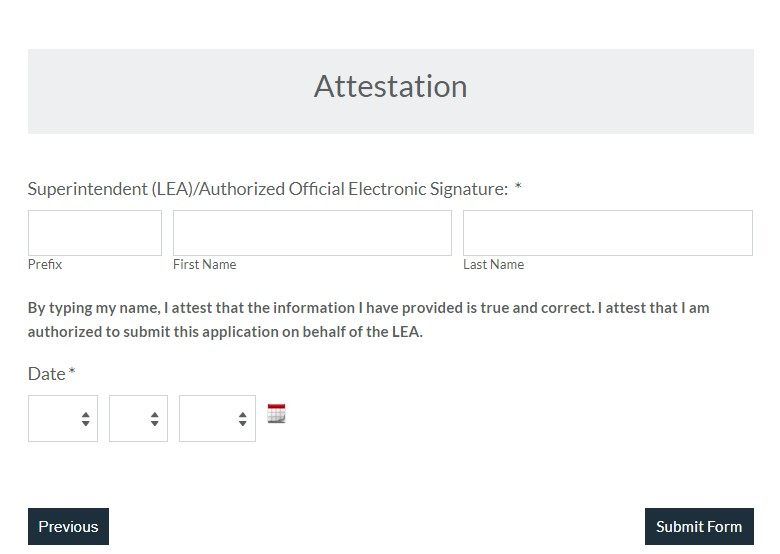 Attestation
Superintendent (LEA)/Authorized Official Electronic Signature: *
Prefix First Name Last Name
By typing my name, I attest that the information I have provided is true and correct. I attest that I am
authorized to submit this application on behalf of the LEA.
Date *
Previous Submit Form